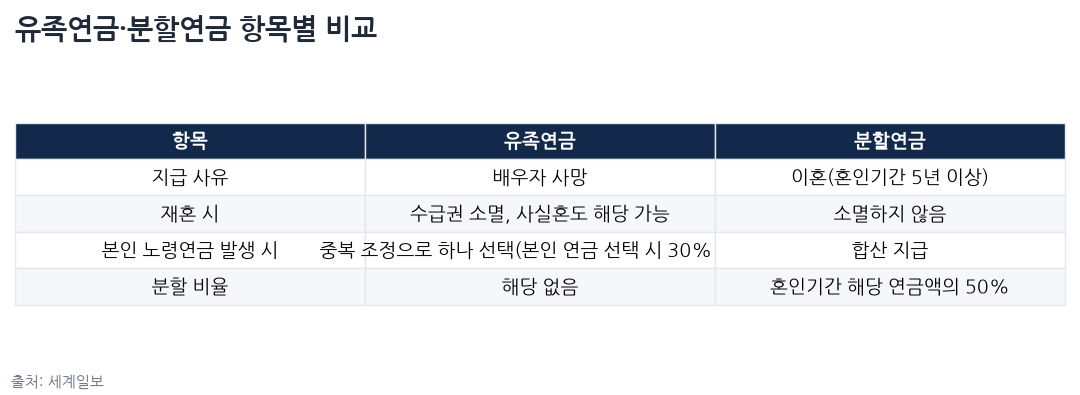 유족연금·분할연금 항목별 비교
항목 유족연금 분할연금
지급 사유 배우자 사망 이혼(혼인기간 5년 이상)
재혼 시 수급권 소멸, 사실혼도 해당 가능 소멸하지 않음
본인 노령연금 발생 시 중복 조정으로 하나 선택(본인 연금 선택 시 30% 합산 지급
분할 비율 해당 없음 혼인기간 해당 연금액의 50%
출처: 세계일보